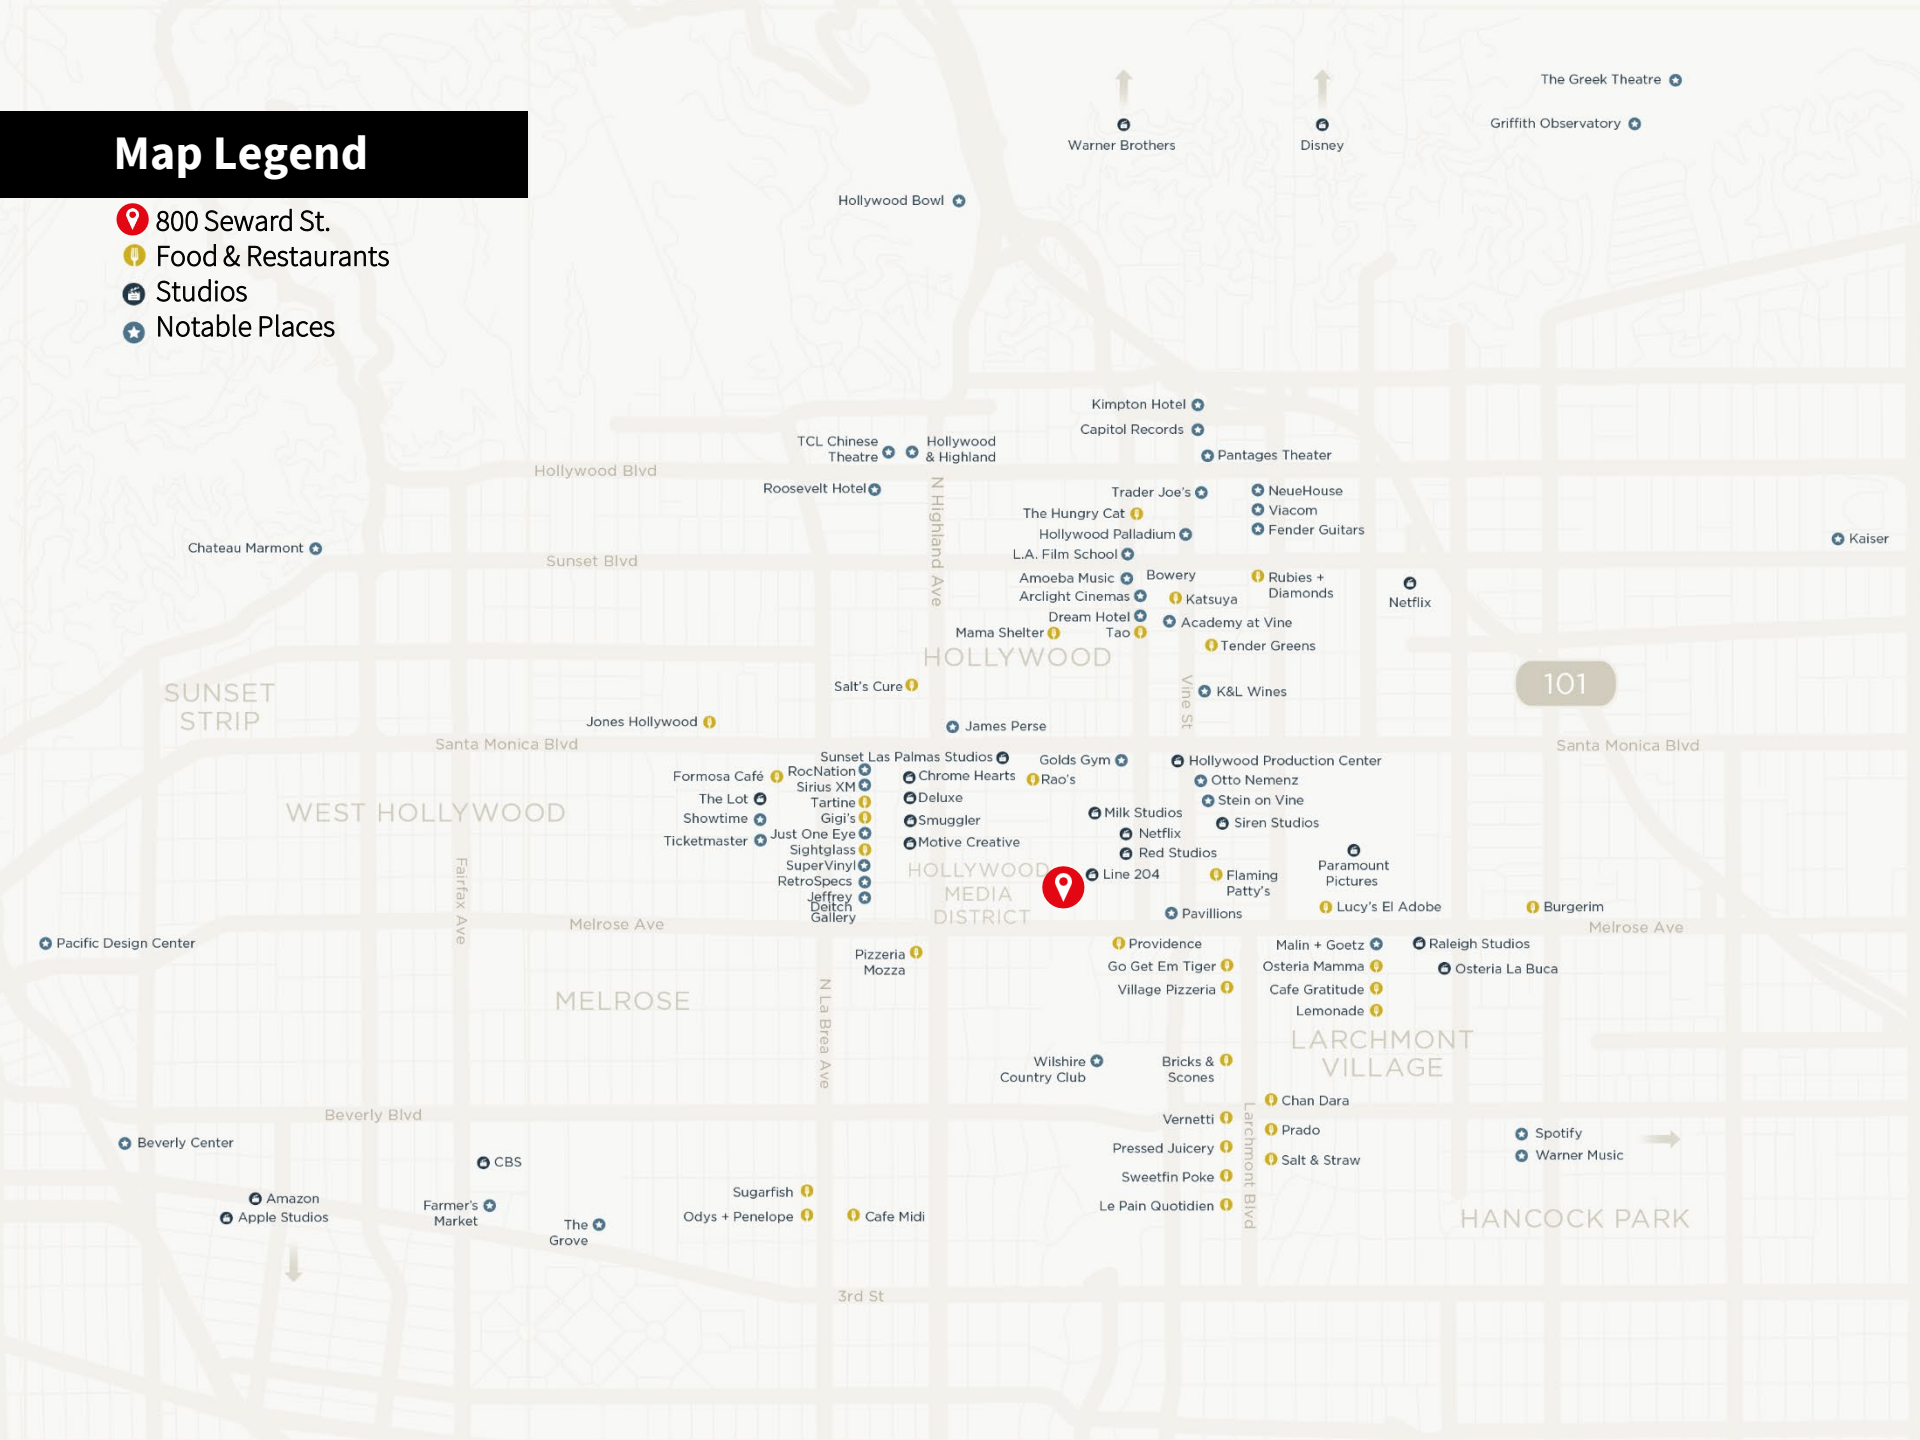 The Greek Theatre
Griffith Observatory
Warner Brothers
Disney
Map Legend
800 Seward St.
Food & Restaurants
Studios
Notable Places
Hollywood Bowl
Kimpton Hotel
Capitol Records
TCL Chinese
Theatre
Hollywood
& Highland
Pantages Theater
Hollywood Blvd
Roosevelt Hotel
N Highland Ave
Trader Joe's
NeueHouse
The Hungry Cat
Viacom
Hollywood Palladium
Fender Guitars
Chateau Marmont
Sunset Blvd
L.A. Film School
Kaiser
Amoeba Music
Bowery
Rubies +
Diamonds
Arclight Cinemas
Katsuya
Netflix
Dream Hotel
Academy at Vine
Mama Shelter
Tao
Tender Greens
HOLLYWOOD
SUNSET
STRIP
Salt's Cure
Vine St
K&L Wines
101
Jones Hollywood
James Perse
Santa Monica Blvd
Santa Monica Blvd
Sunset Las Palmas Studios
Golds Gym
Hollywood Production Center
Formosa Café
RocNation
Chrome Hearts
Rao's
Otto Nemenz
Sirius XM
The Lot
Tartine
Deluxe
Stein on Vine
WEST HOLLYWOOD
Showtime
Gigi's
Smuggler
Milk Studios
Siren Studios
Ticketmaster
Just One Eye
Motive Creative
Netflix
Sightglass
Red Studios
SuperVinyl
Paramount
Pictures
HOLLYWOOD
MEDIA
DISTRICT
Line 204
Flaming
Patty's
RetroSpecs
Jeffrey
Deitch
Gallery
Fairfax Ave
Pavillions
Lucy's El Adobe
Burgerim
Melrose Ave
Melrose Ave
Pacific Design Center
Pizzeria
Mozza
Providence
Malin + Goetz
Raleigh Studios
Go Get Em Tiger
Osteria Mamma
Osteria La Buca
Village Pizzeria
Cafe Gratitude
MELROSE
N La Brea Ave
Lemonade
LARCHMONT
VILLAGE
Wilshire
Country Club
Bricks &
Scones
Chan Dara
Beverly Blvd
Vernetti
Larchmont Blvd
Prado
Spotify
Beverly Center
Pressed Juicery
Salt & Straw
Warner Music
CBS
Sweetfin Poke
Amazon
Apple Studios
Farmer's
Market
Sugarfish
Le Pain Quotidien
The
Grove
Odys + Penelope
Cafe Midi
HANCOCK PARK
3rd St